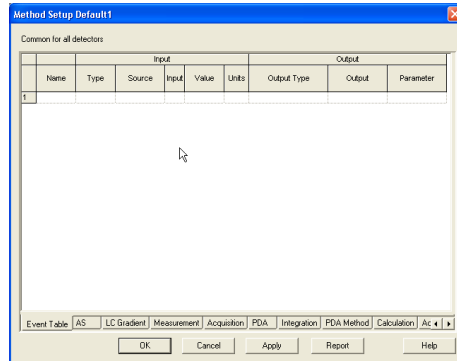 Method Setup Default1
Common for all detectors
Input Output
Name Type Source Input Value Units Output Type Output Parameter
1
Event Table AS LC Gradient Measurement Acquisition PDA Integration PDA Method Calculation Ac
OK Cancel Apply Report Help